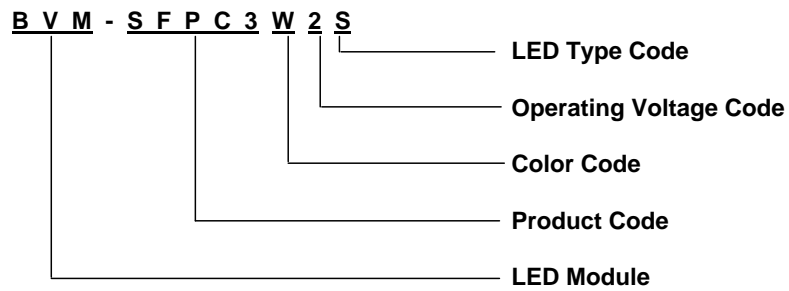 B V M - S F P C 3 W 2 S
LED Type Code
Operating Voltage Code
Color Code
Product Code
LED Module